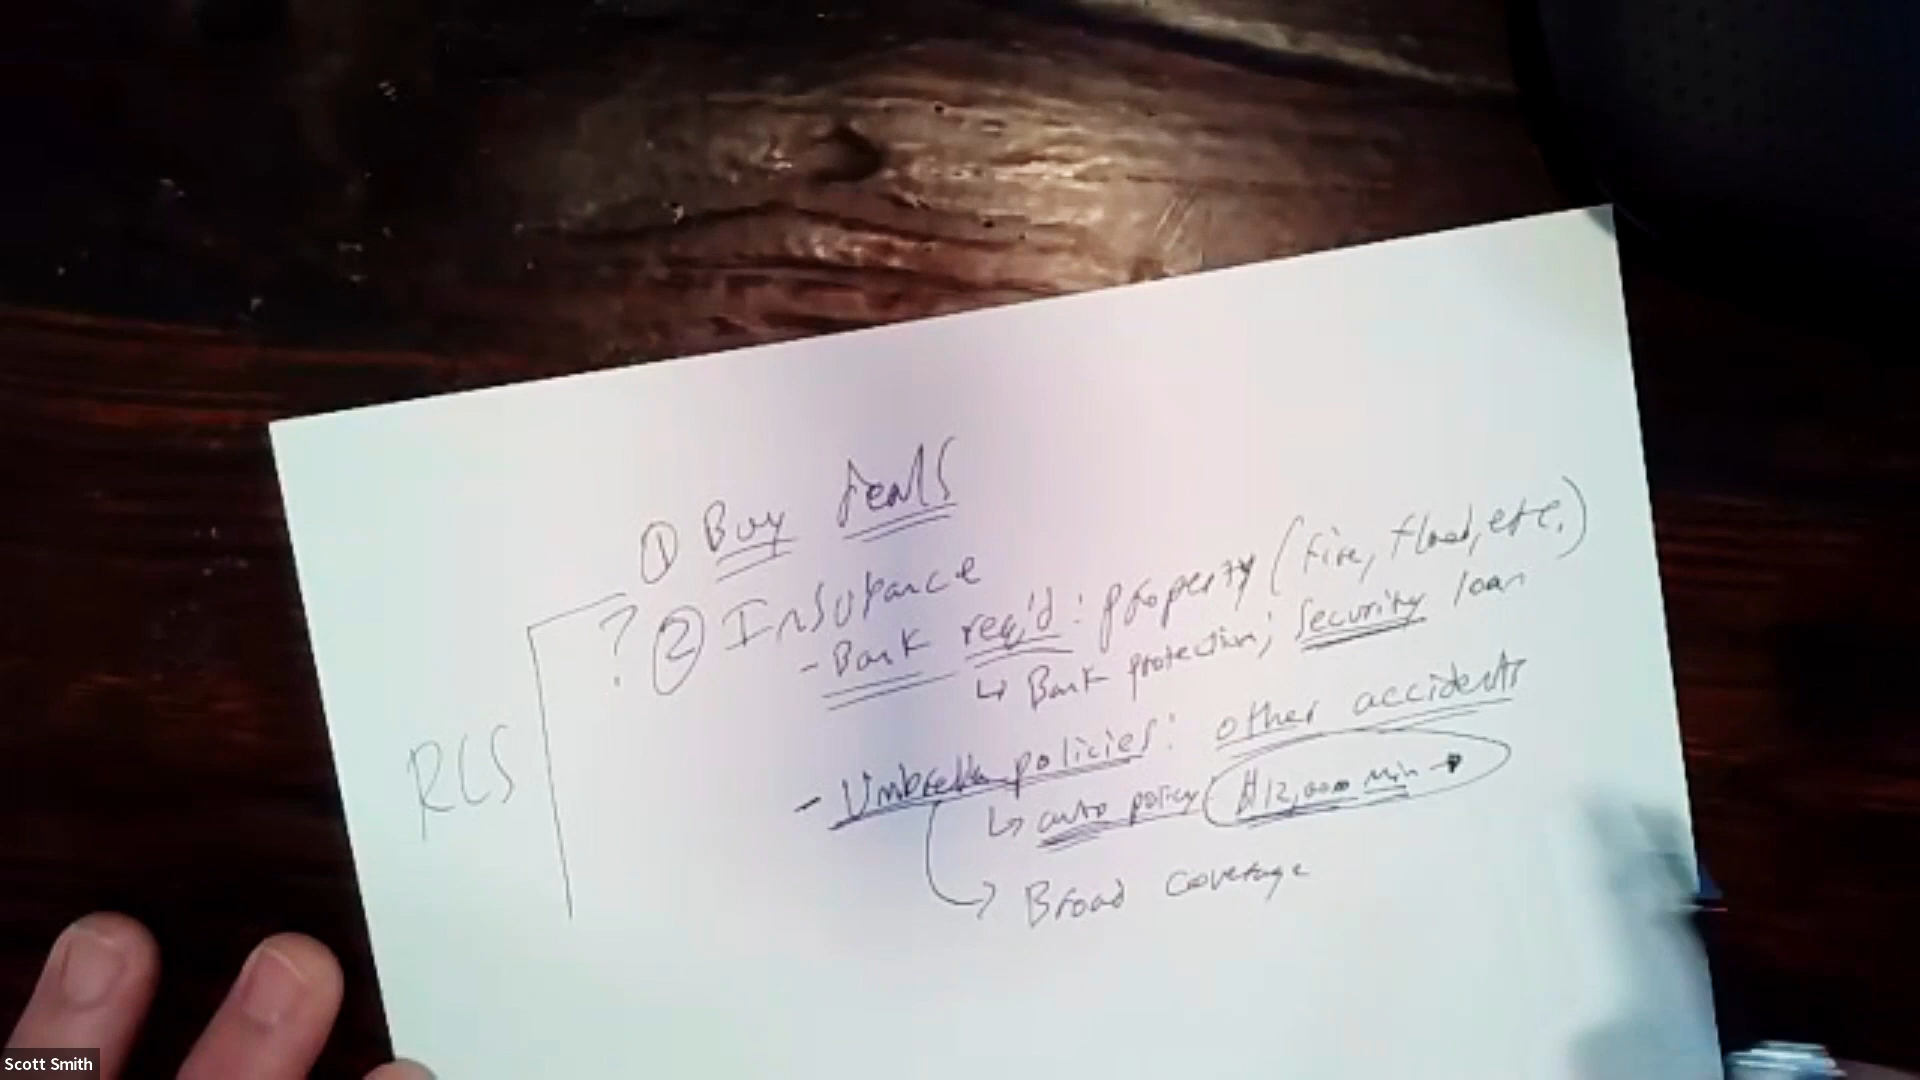 ① Buy deals
? ② Insurance
- Bank req'd: property (fire, flood, etc.)
↳ Bank protection; security loan
RCS
- Umbrella policies: other accidents
↳ auto policy $12,000 min →
Broad coverage
Scott Smith